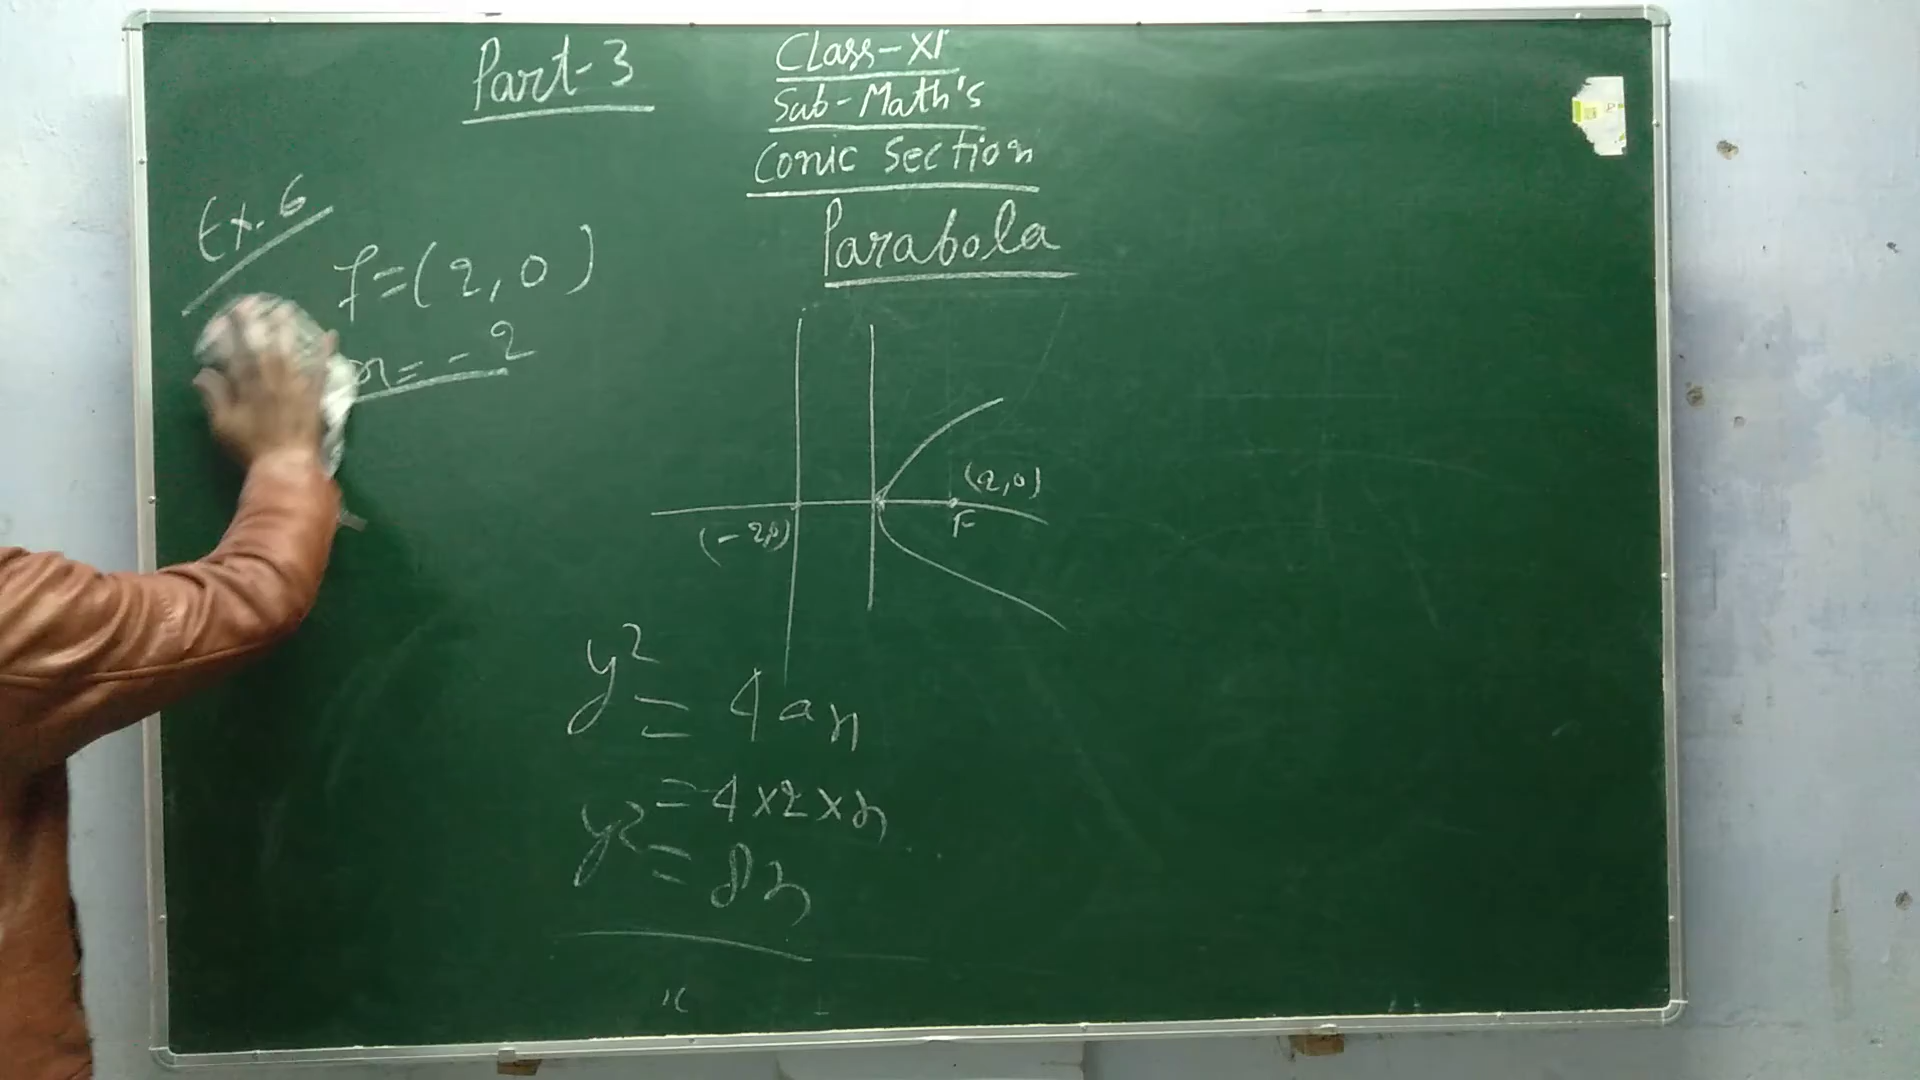 Part-3
Class-XI
Sub-Math's
Conic Section
Parabola
Ex. 6
F=(2,0)
x=-2
(2,0)
F
(-2,0)
y²
= 4ax
= 4×2×x
y²
= 8x